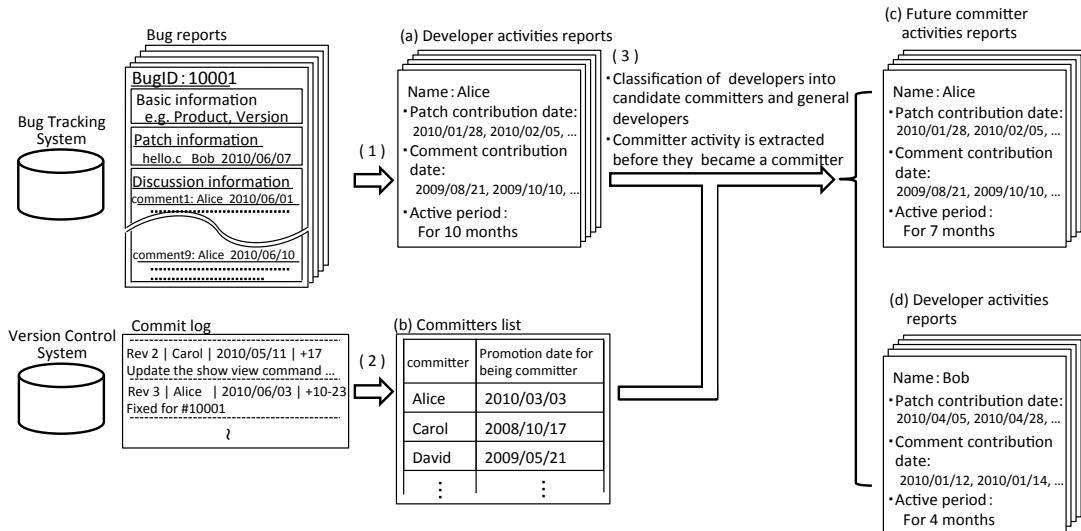 Bug Tracking
System
Bug reports
BugID：10001
Basic information
e.g. Product, Version
Patch information
hello.c Bob 2010/06/07
Discussion information
comment1: Alice 2010/06/01
comment9: Alice 2010/06/10
(1)
(a) Developer activities reports
Name：Alice
・Patch contribution date:
2010/01/28, 2010/02/05, ...
・Comment contribution
date:
2009/08/21, 2009/10/10, ...
・Active period：
For 10 months
(3)
・Classification of developers into
candidate committers and general
developers
・Committer activity is extracted
before they became a committer
(c) Future committer
activities reports
Name：Alice
・Patch contribution date:
2010/01/28, 2010/02/05, ...
・Comment contribution
date:
2009/08/21, 2009/10/10, ...
・Active period：
For 7 months
Version Control
System
Commit log
Rev 2 | Carol | 2010/05/11 | +17
Update the show view command ...
Rev 3 | Alice | 2010/06/03 | +10-23
Fixed for #10001
~
(2)
(b) Committers list
committer
Promotion date for
being committer
Alice 2010/03/03
Carol 2008/10/17
David 2009/05/21
⋮ ⋮
(d) Developer activities
reports
Name：Bob
・Patch contribution date:
2010/04/05, 2010/04/28, ...
・Comment contribution
date:
2010/01/12, 2010/01/14, ...
・Active period：
For 4 months